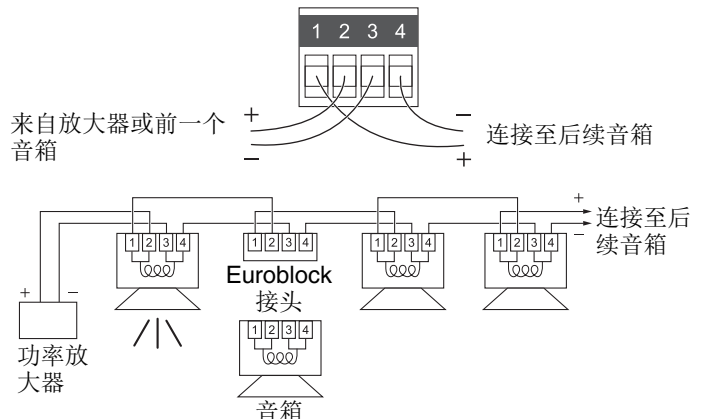 1 2 3 4
来自放大器或前一个
音箱
+
−
−
+
连接至后续音箱
+
−
连接至后
续音箱
1 2 3 4
1 2 3 4
1 2 3 4
1 2 3 4
Euroblock
接头
+ −
功率放
大器
1 2 3 4
音箱